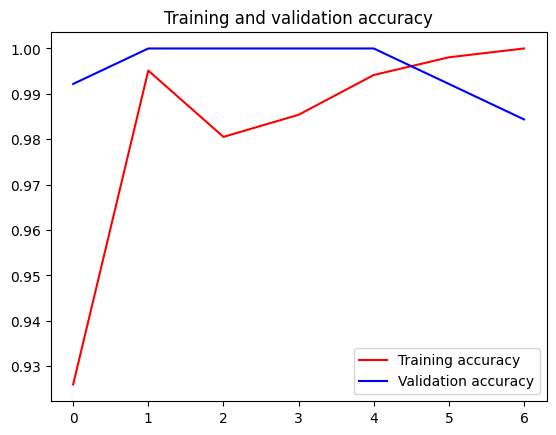 Training and validation accuracy
1.00
0.99
0.98
0.97
0.96
0.95
0.94
0.93
Training accuracy
Validation accuracy
0 1 2 3 4 5 6